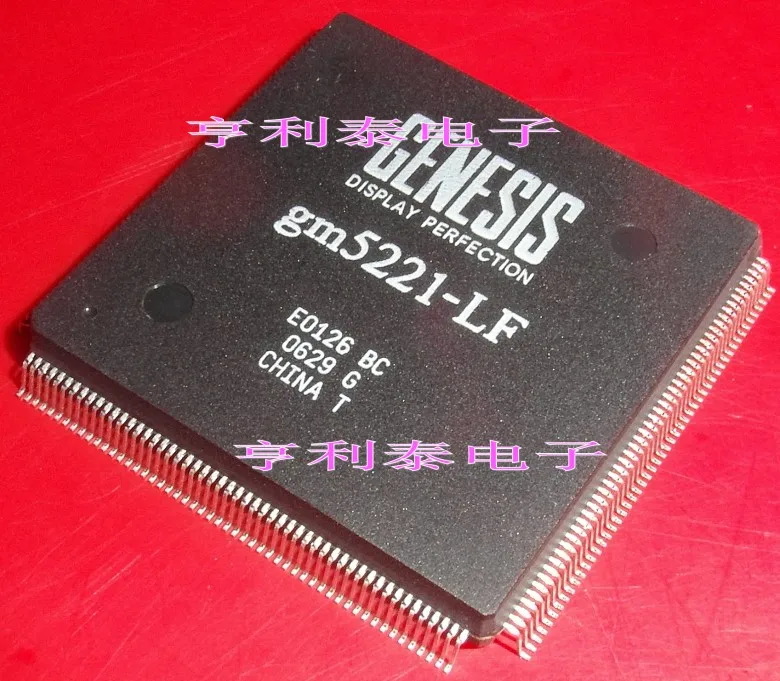 亨利泰电子
GENESIS
DISPLAY PERFECTION
gm5221-LF
E0126 BC
0629 G
CHINA T
亨利泰电子